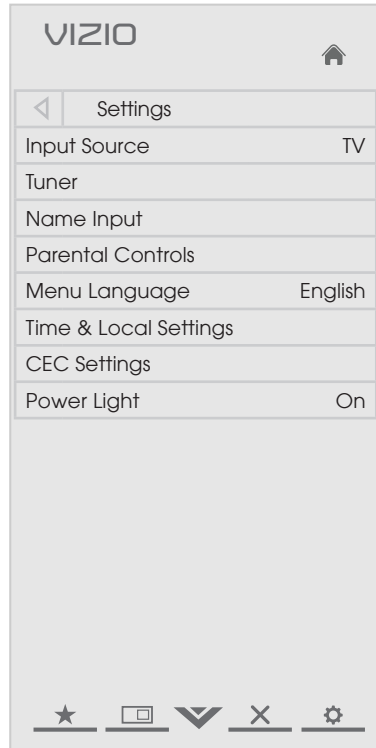 VIZIO
Settings
Input Source TV
Tuner
Name Input
Parental Controls
Menu Language English
Time & Local Settings
CEC Settings
Power Light On